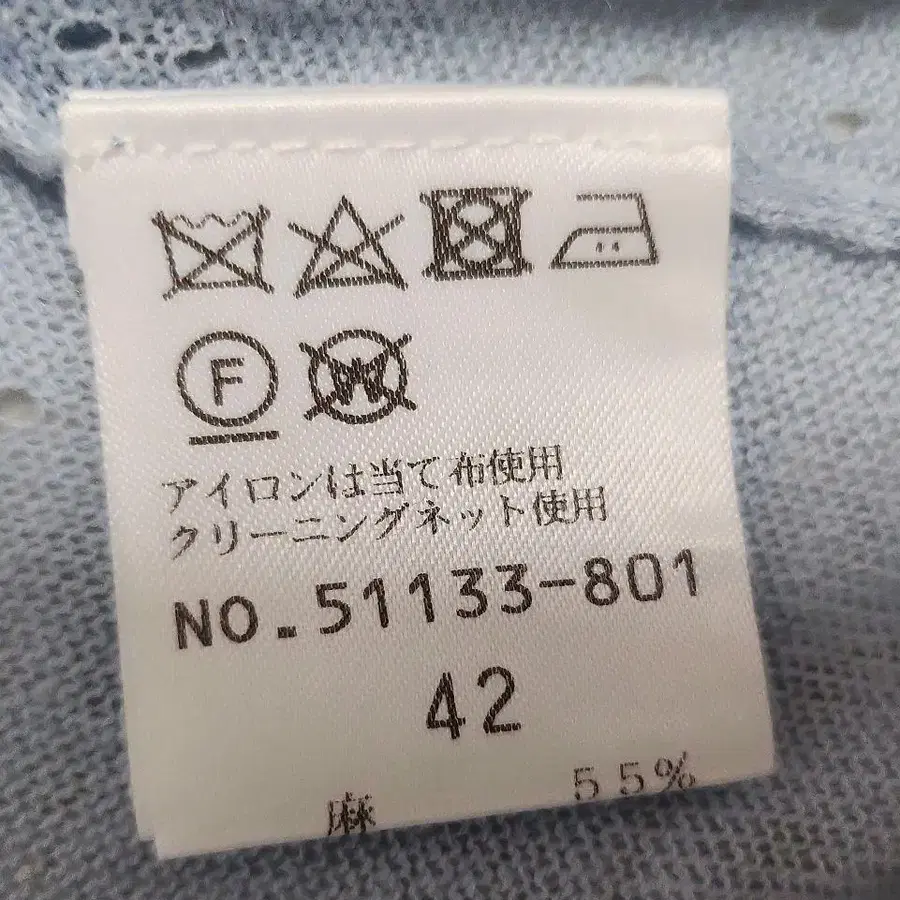 F W
アイロンは当て布使用
クリーニングネット使用
NO.51133-801
42
麻 55%